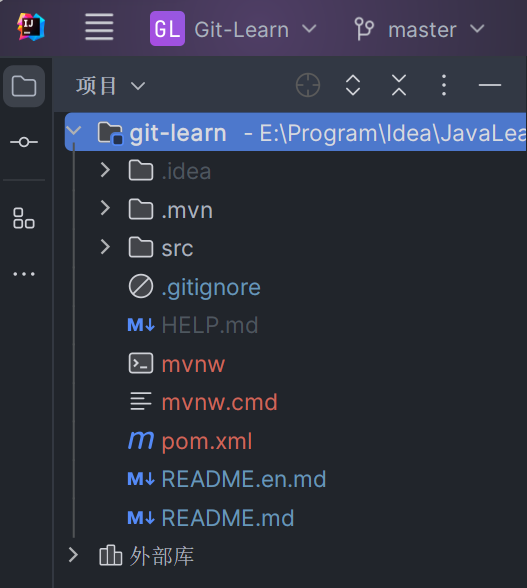 GL Git-Learn master
项目
git-learn - E:\Program\Idea\JavaLea
.idea
.mvn
src
.gitignore
M↓ HELP.md
mvnw
mvnw.cmd
m pom.xml
M↓ README.en.md
M↓ README.md
外部库